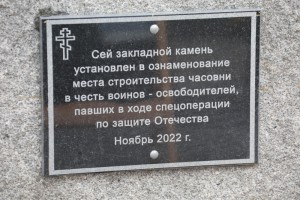 Сей закладной камень
установлен в ознаменование
места строительства часовни
в честь воинов - освободителей,
павших в ходе спецоперации
по защите Отечества
Ноябрь 2022 г.